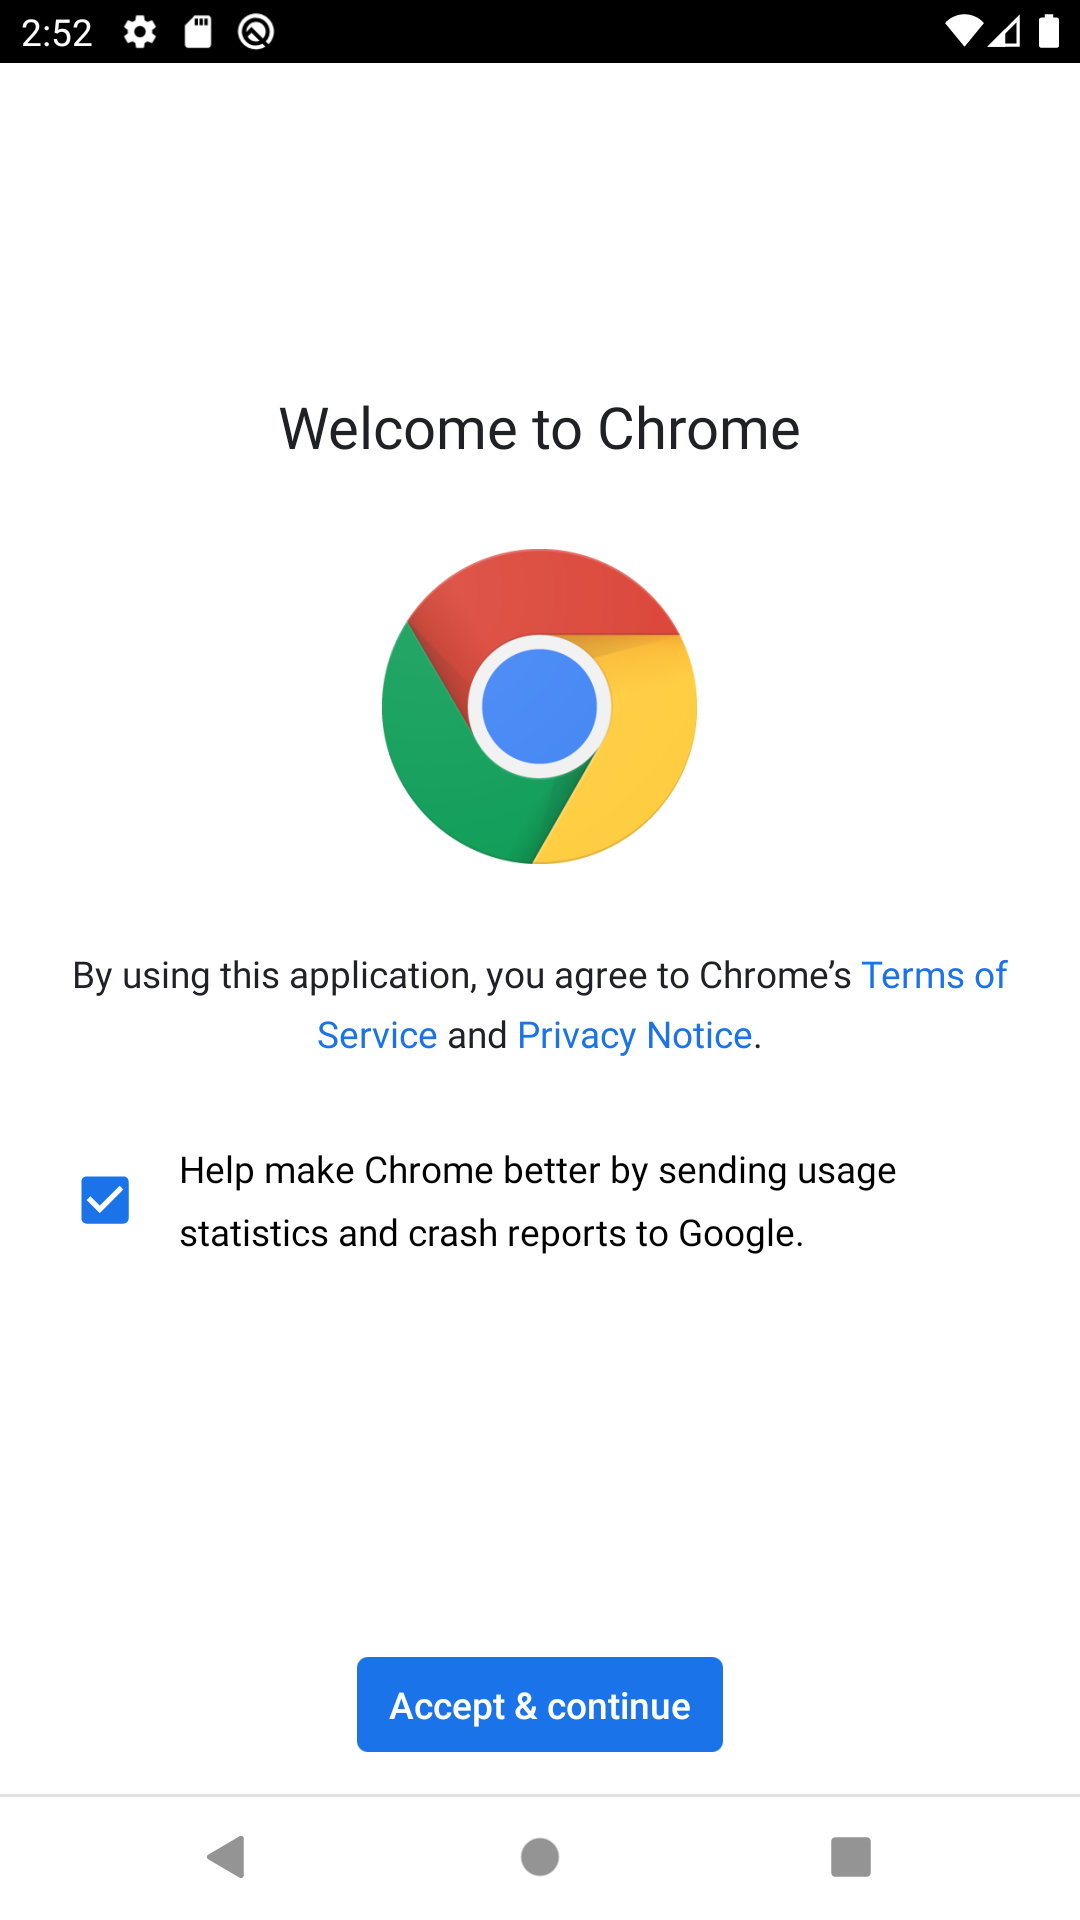 2:52
Welcome to Chrome
By using this application, you agree to Chrome’s Terms of
Service and Privacy Notice.
Help make Chrome better by sending usage
statistics and crash reports to Google.
Accept & continue